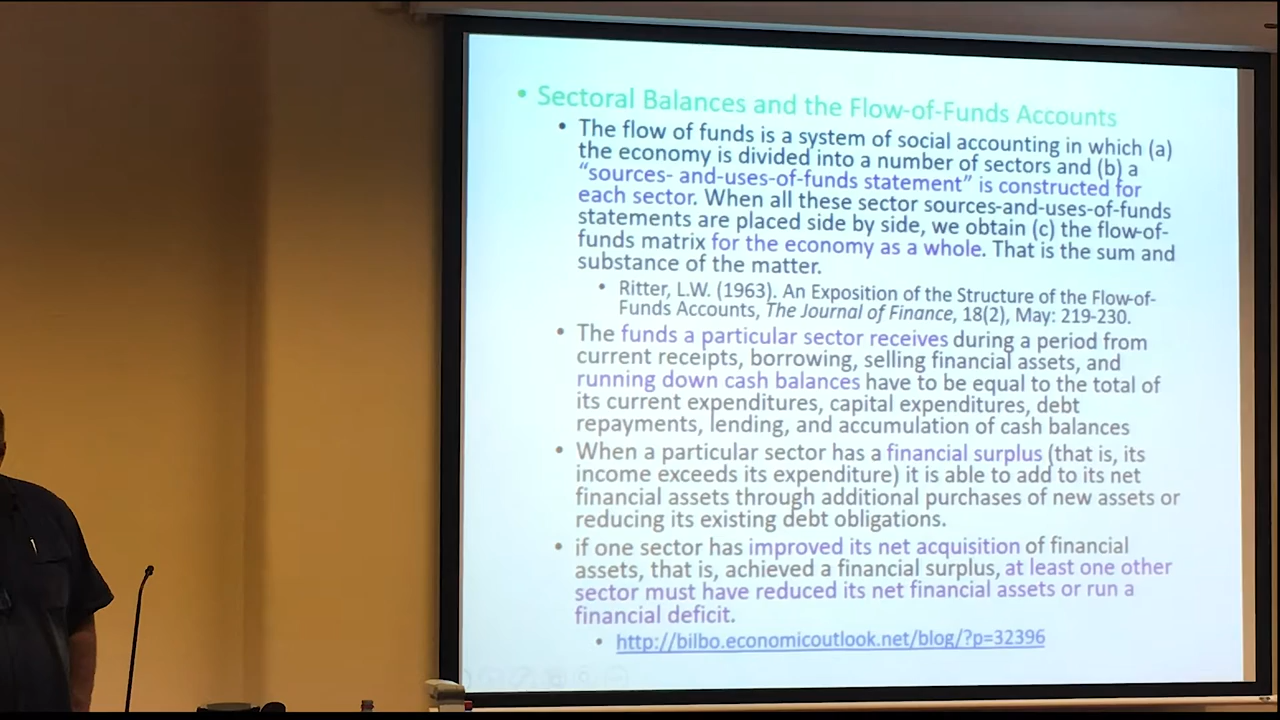 • Sectoral Balances and the Flow-of-Funds Accounts
• The flow of funds is a system of social accounting in which (a)
the economy is divided into a number of sectors and (b) a
“sources- and-uses-of-funds statement” is constructed for
each sector. When all these sector sources-and-uses-of-funds
statements are placed side by side, we obtain (c) the flow-of-
funds matrix for the economy as a whole. That is the sum and
substance of the matter.
• Ritter, L.W. (1963). An Exposition of the Structure of the Flow-of-
Funds Accounts, The Journal of Finance, 18(2), May: 219-230.
• The funds a particular sector receives during a period from
current receipts, borrowing, selling financial assets, and
running down cash balances have to be equal to the total of
its current expenditures, capital expenditures, debt
repayments, lending, and accumulation of cash balances
• When a particular sector has a financial surplus (that is, its
income exceeds its expenditure) it is able to add to its net
financial assets through additional purchases of new assets or
reducing its existing debt obligations.
• if one sector has improved its net acquisition of financial
assets, that is, achieved a financial surplus, at least one other
sector must have reduced its net financial assets or run a
financial deficit.
• http://bilbo.economicoutlook.net/blog/?p=32396